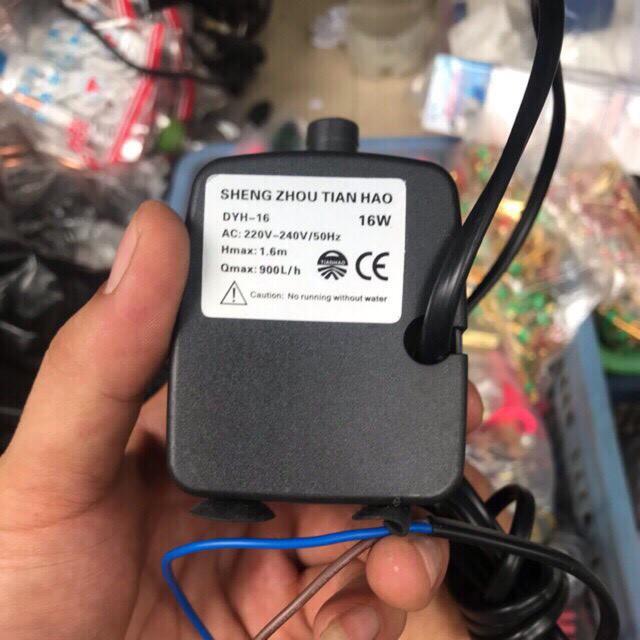 SHENG ZHOU TIAN HAO
DYH-16 16W
AC: 220V-240V/50Hz
Hmax: 1.6m
Qmax: 900L/h
TIANHAO
CE
Caution: No running without water